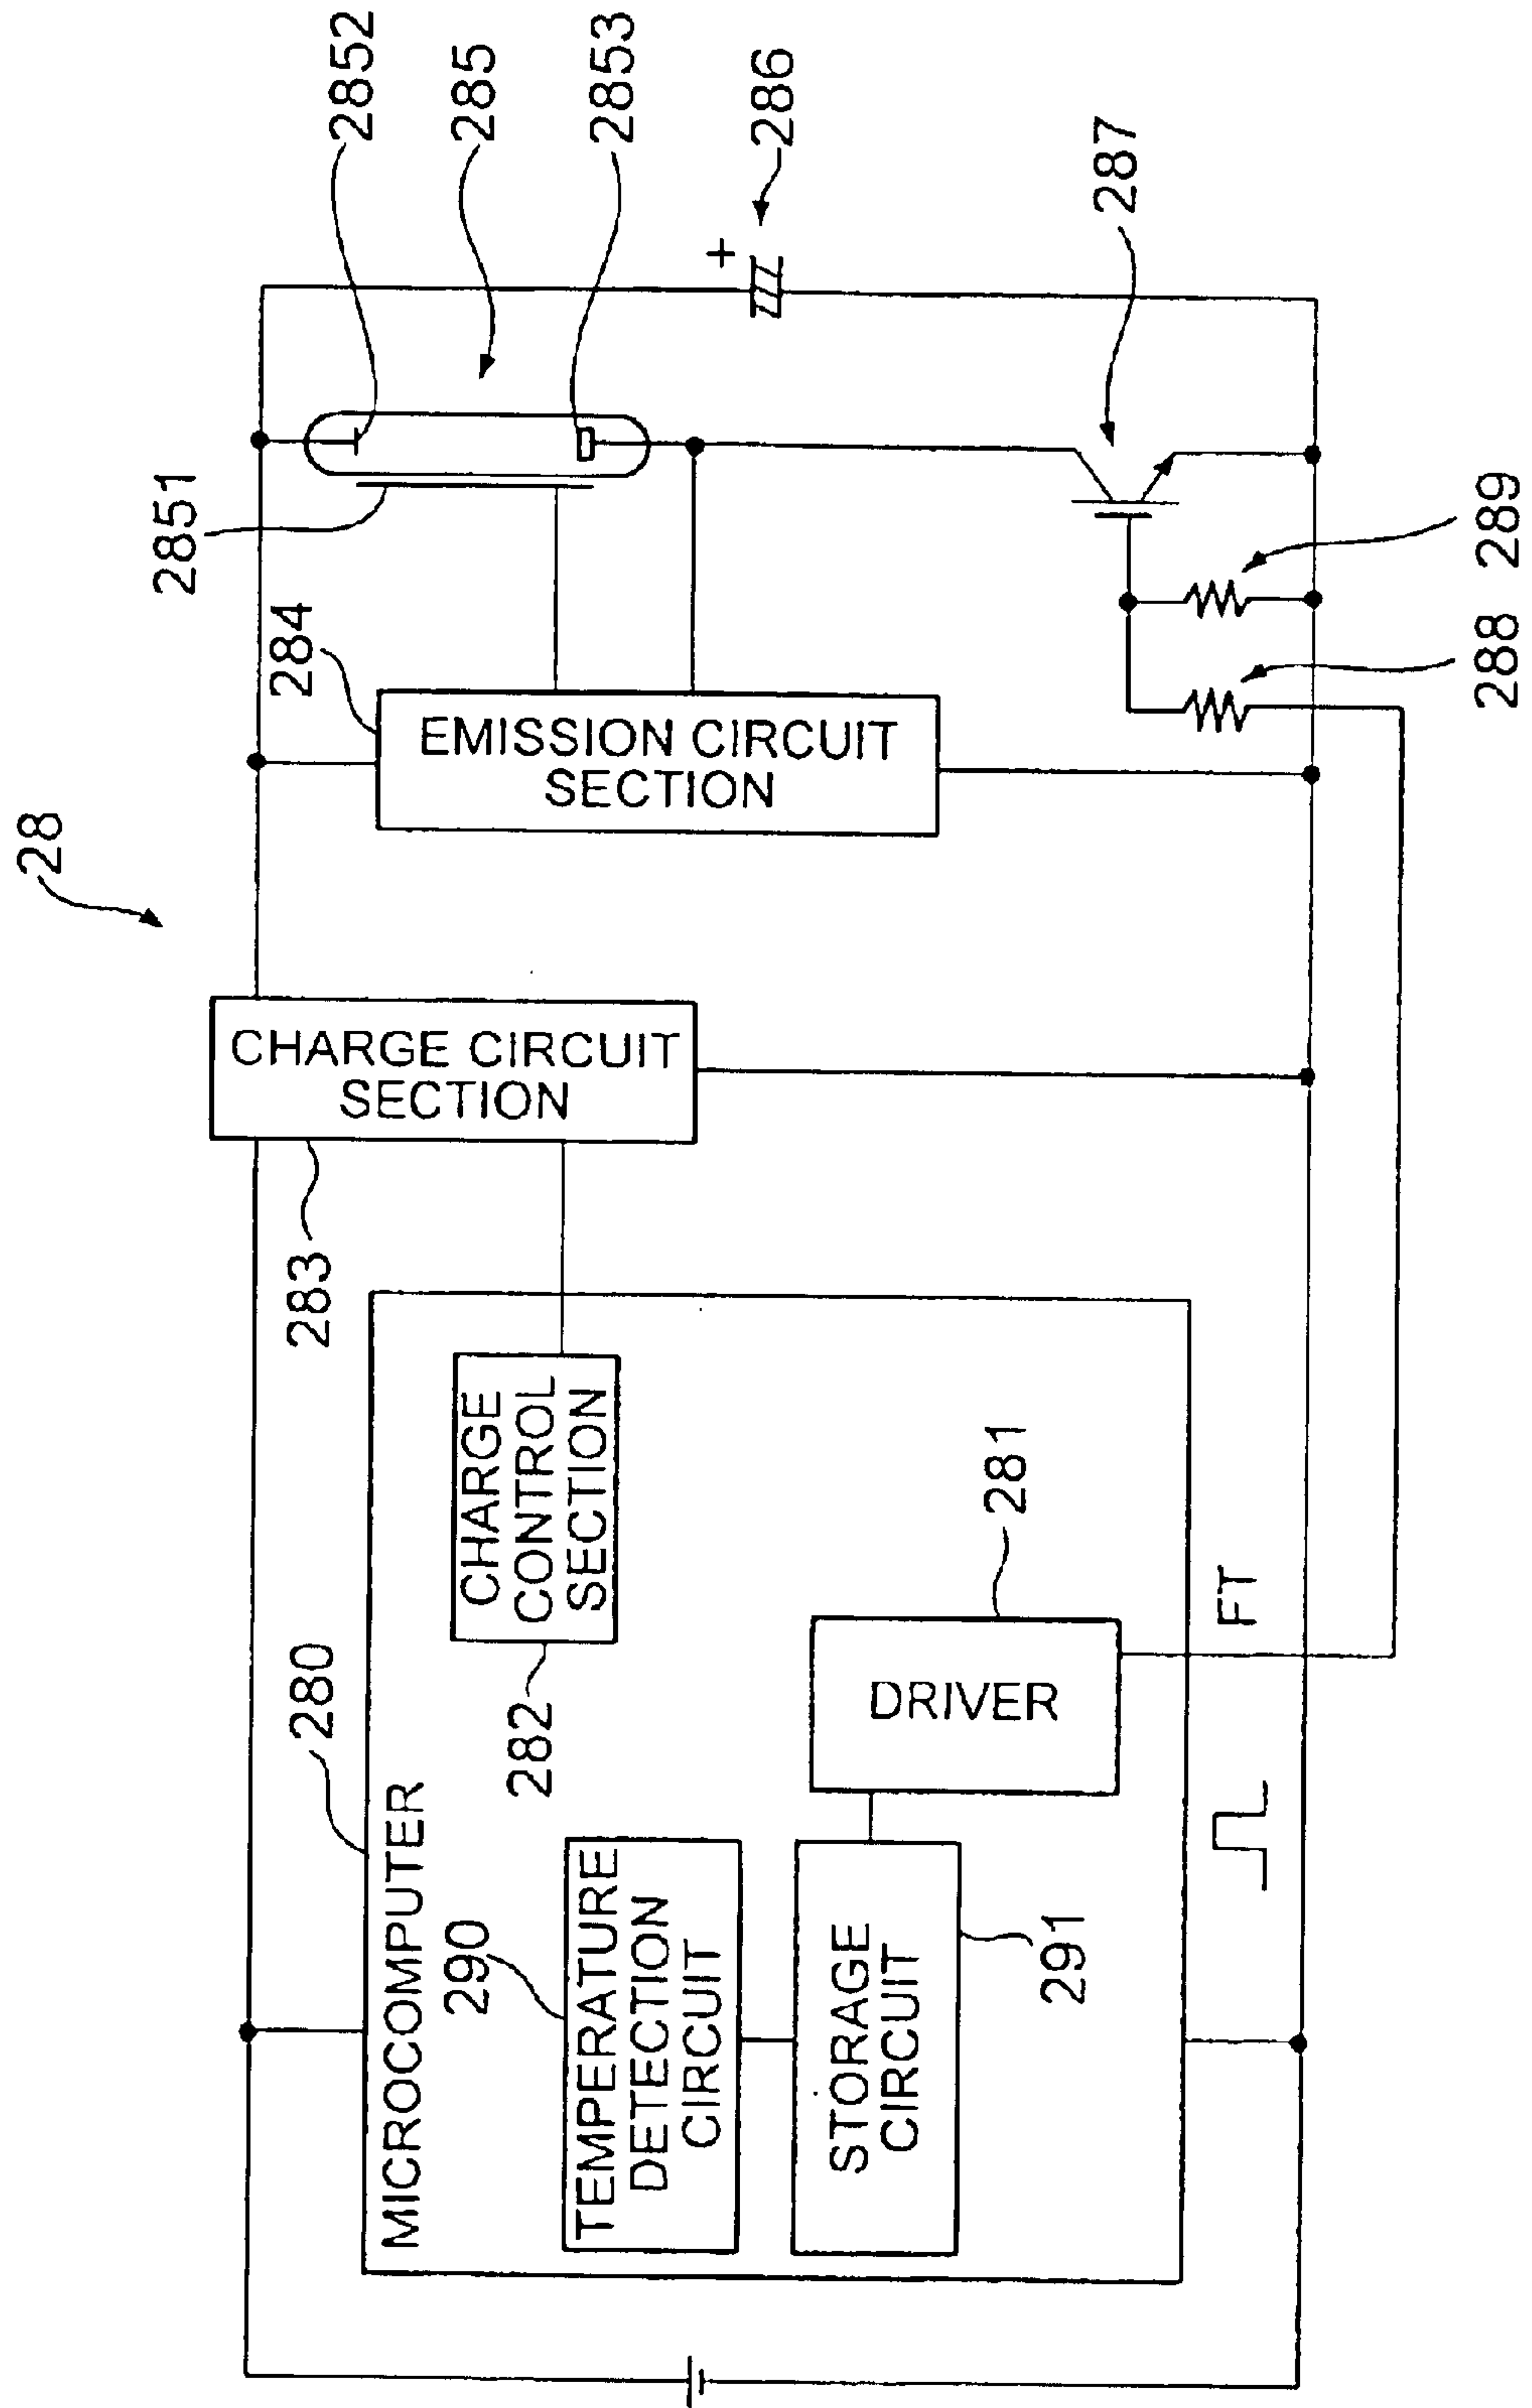 28
2851
2852
285
2853
+
286
284
EMISSION CIRCUIT
SECTION
287
CHARGE CIRCUIT
SECTION
283
289
288
280
MICROCOMPUTER
CHARGE
CONTROL
SECTION
282
290
TEMPERATURE
DETECTION
CIRCUIT
281
DRIVER
STORAGE
CIRCUIT
291
FT